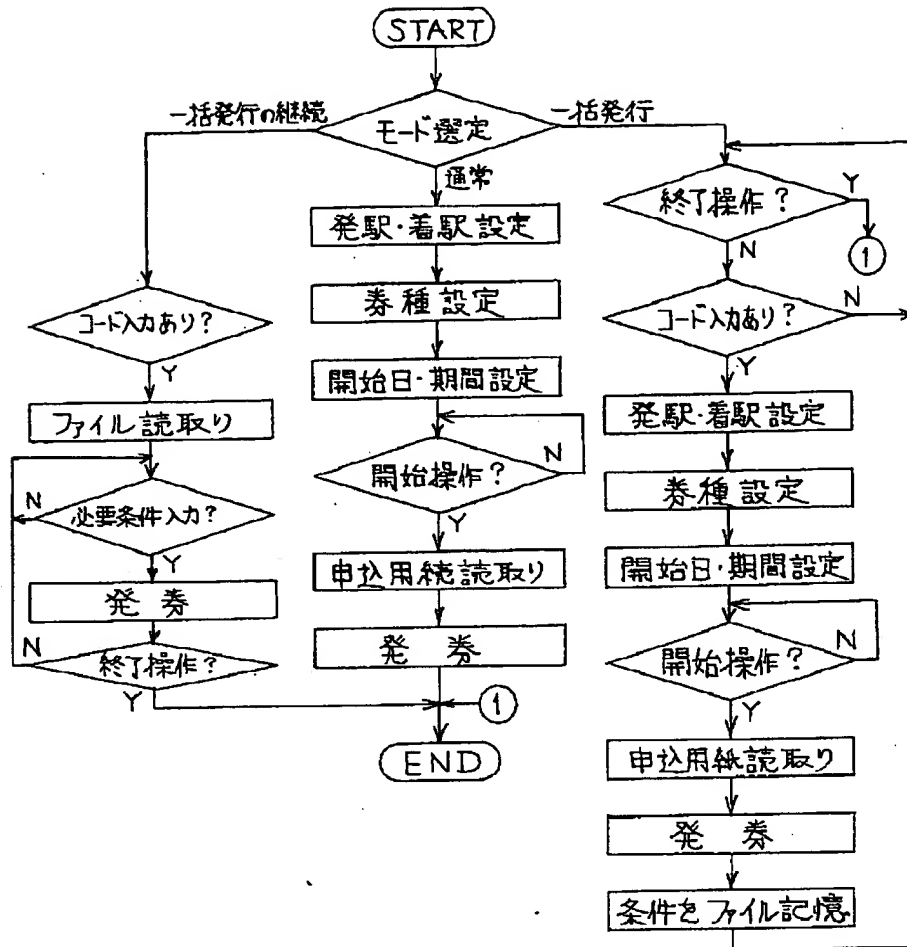 START
モード選定
一括発行の継続
一括発行
通常
発駅・着駅設定
券種設定
開始日・期間設定
開始操作?
N
Y
申込用続読取り
発券
1
END
コード入力あり?
Y
ファイル読取り
必要条件入力?
N
Y
発券
終了操作?
N
Y
終了操作?
Y
1
N
コード入力あり?
N
Y
発駅・着駅設定
券種設定
開始日・期間設定
開始操作?
N
Y
申込用紙読取り
発券
条件をファイル記憶